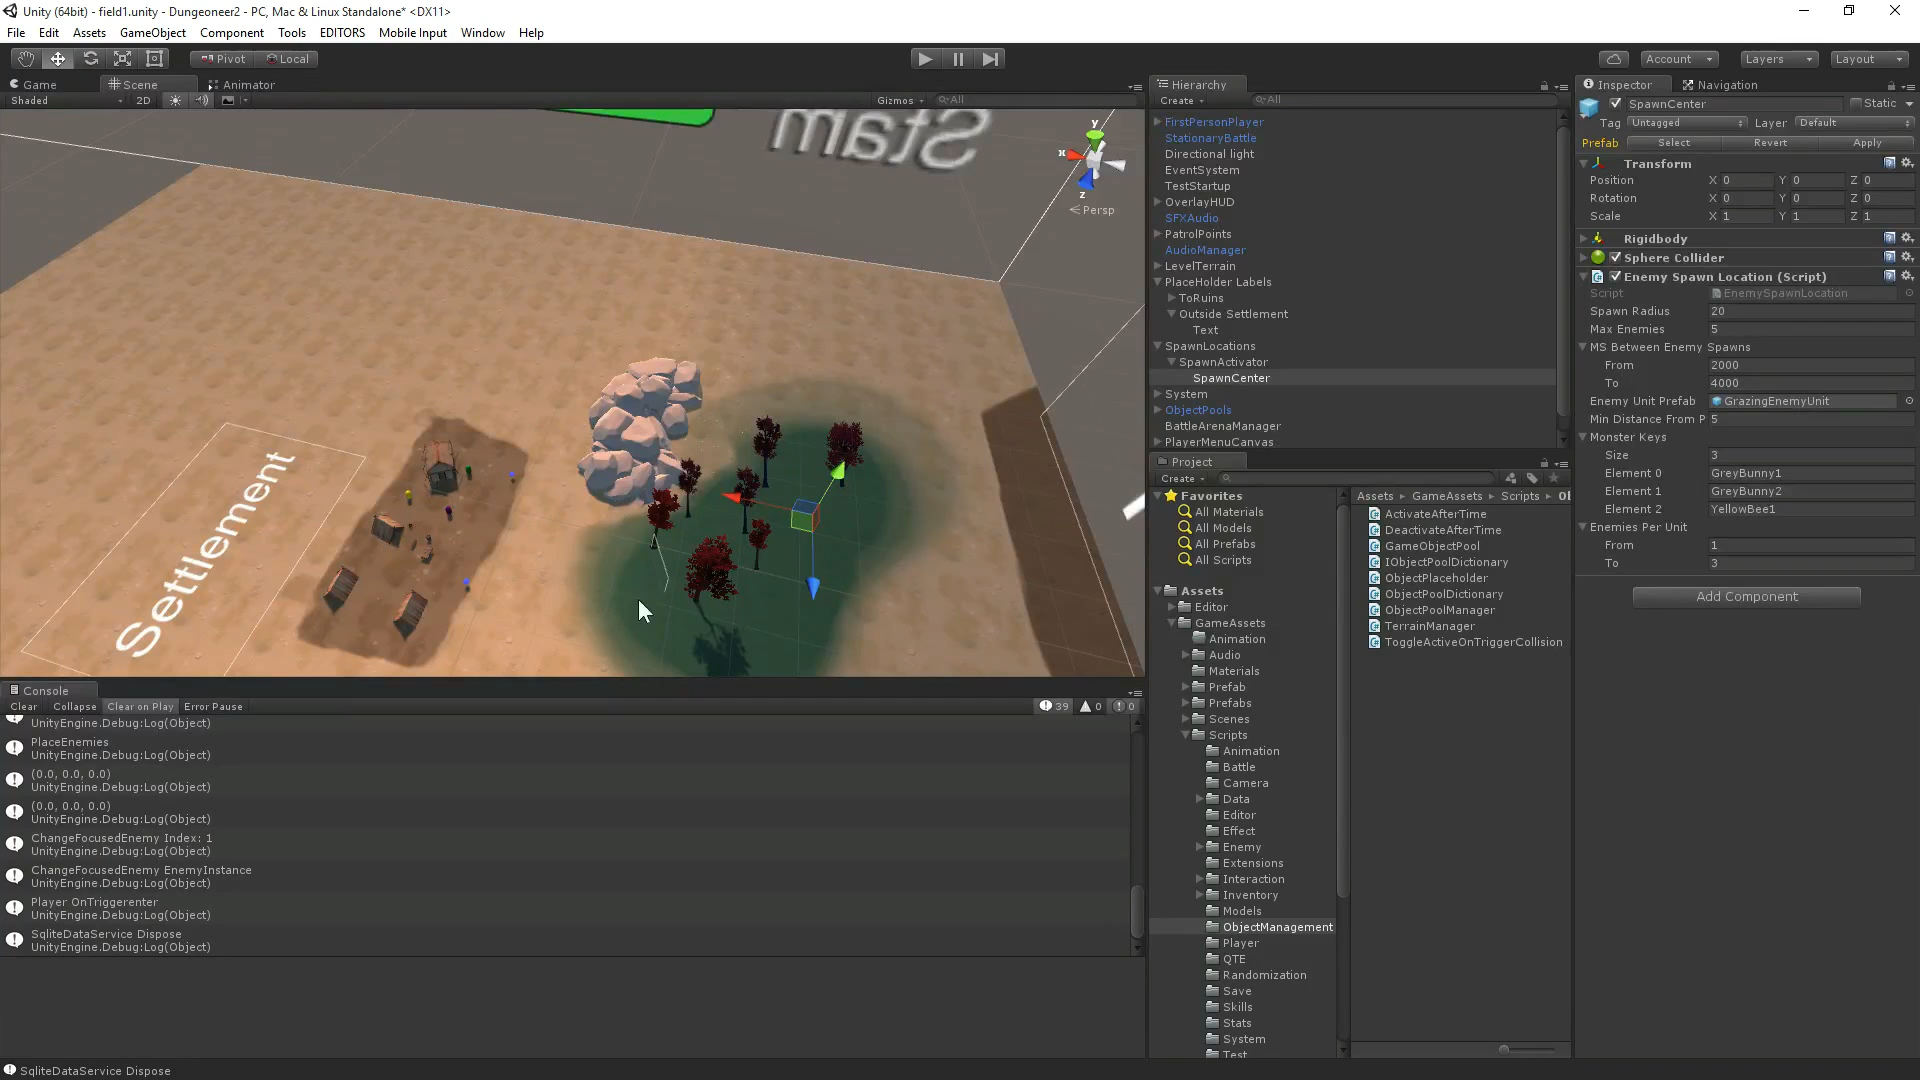 Unity (64bit) - field1.unity - Dungeoneer2 - PC, Mac & Linux Standalone* <DX11>
File Edit Assets GameObject Component Tools EDITORS Mobile Input Window Help
Pivot Local Account Layers Layout
Game Scene Animator
Shaded 2D Gizmos All
Stam
y
x
z
Persp
Settlement
Console
Clear Collapse Clear on Play Error Pause 39 0 0
UnityEngine.Debug:Log(Object)
PlaceEnemies
UnityEngine.Debug:Log(Object)
(0.0, 0.0, 0.0)
UnityEngine.Debug:Log(Object)
(0.0, 0.0, 0.0)
UnityEngine.Debug:Log(Object)
ChangeFocusedEnemy Index: 1
UnityEngine.Debug:Log(Object)
ChangeFocusedEnemy EnemyInstance
UnityEngine.Debug:Log(Object)
Player OnTriggerenter
UnityEngine.Debug:Log(Object)
SqliteDataService Dispose
UnityEngine.Debug:Log(Object)
SqliteDataService Dispose
Hierarchy
Create All
FirstPersonPlayer
StationaryBattle
Directional light
EventSystem
TestStartup
OverlayHUD
SFXAudio
PatrolPoints
AudioManager
LevelTerrain
PlaceHolder Labels
ToRuins
Outside Settlement
Text
SpawnLocations
SpawnActivator
SpawnCenter
System
ObjectPools
BattleArenaManager
PlayerMenuCanvas
Project
Create
Favorites
All Materials
All Models
All Prefabs
All Scripts
Assets
Editor
GameAssets
Animation
Audio
Materials
Prefab
Prefabs
Scenes
Scripts
Animation
Battle
Camera
Data
Editor
Effect
Enemy
Extensions
Interaction
Inventory
Models
ObjectManagement
Player
QTE
Randomization
Save
Skills
Stats
System
Test
Assets GameAssets Scripts
ActivateAfterTime
DeactivateAfterTime
GameObjectPool
IObjectPoolDictionary
ObjectPlaceholder
ObjectPoolDictionary
ObjectPoolManager
TerrainManager
ToggleActiveOnTriggerCollision
Inspector Navigation
SpawnCenter Static
Tag Untagged Layer Default
Prefab Select Revert Apply
Transform
Position X 0 Y 0 Z 0
Rotation X 0 Y 0 Z 0
Scale X 1 Y 1 Z 1
Rigidbody
Sphere Collider
Enemy Spawn Location (Script)
Script EnemySpawnLocation
Spawn Radius 20
Max Enemies 5
MS Between Enemy Spawns
From 2000
To 4000
Enemy Unit Prefab GrazingEnemyUnit
Min Distance From P 5
Monster Keys
Size 3
Element 0 GreyBunny1
Element 1 GreyBunny2
Element 2 YellowBee1
Enemies Per Unit
From 1
To 3
Add Component